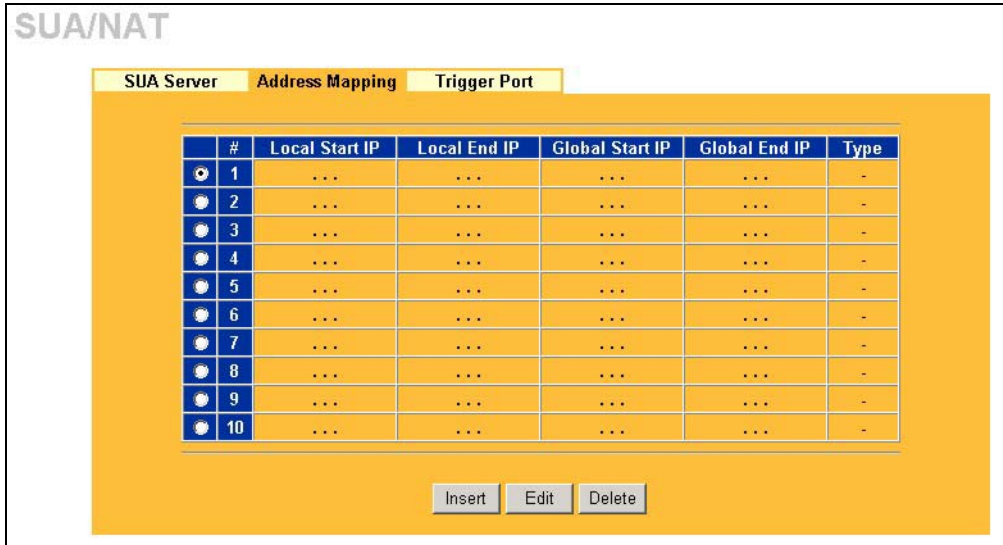 SUA/NAT
SUA Server Address Mapping Trigger Port
# Local Start IP Local End IP Global Start IP Global End IP Type
1 ... ... ... ... -
2 ... ... ... ... -
3 ... ... ... ... -
4 ... ... ... ... -
5 ... ... ... ... -
6 ... ... ... ... -
7 ... ... ... ... -
8 ... ... ... ... -
9 ... ... ... ... -
10 ... ... ... ... -
Insert Edit Delete